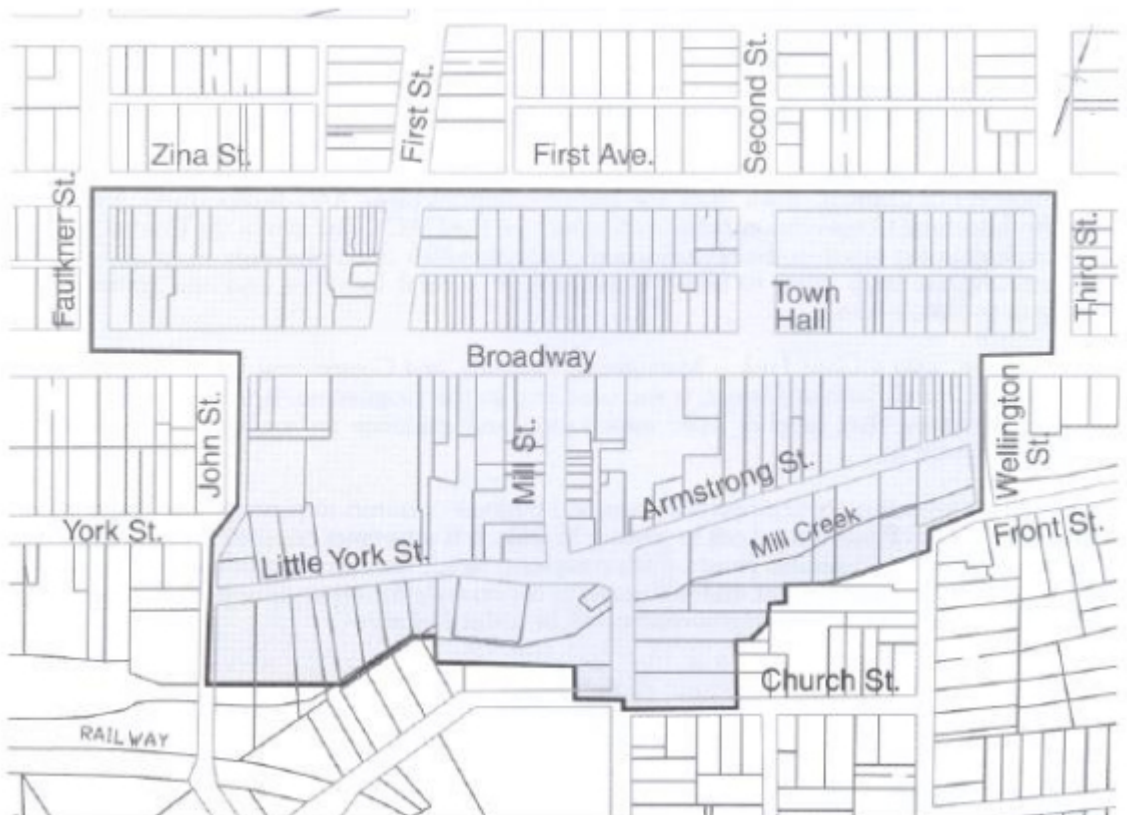 Zina St.
First St.
First Ave.
Second St.
Faulkner St.
Third St.
Town
Hall
Broadway
John St.
Mill St.
Armstrong St.
Wellington
St.
Mill Creek
York St.
Little York St.
Front St.
Church St.
RAILWAY